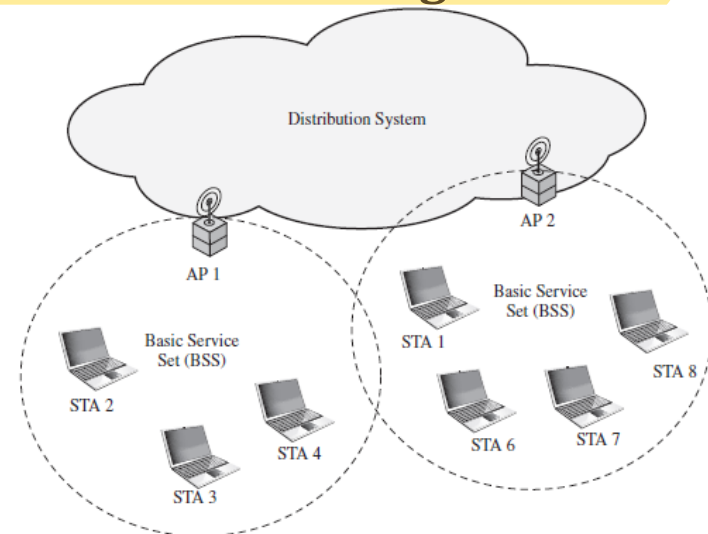 Distribution System
AP 2
AP 1
Basic Service
Set (BSS)
STA 1
STA 8
Basic Service
Set (BSS)
STA 2
STA 4
STA 6
STA 7
STA 3